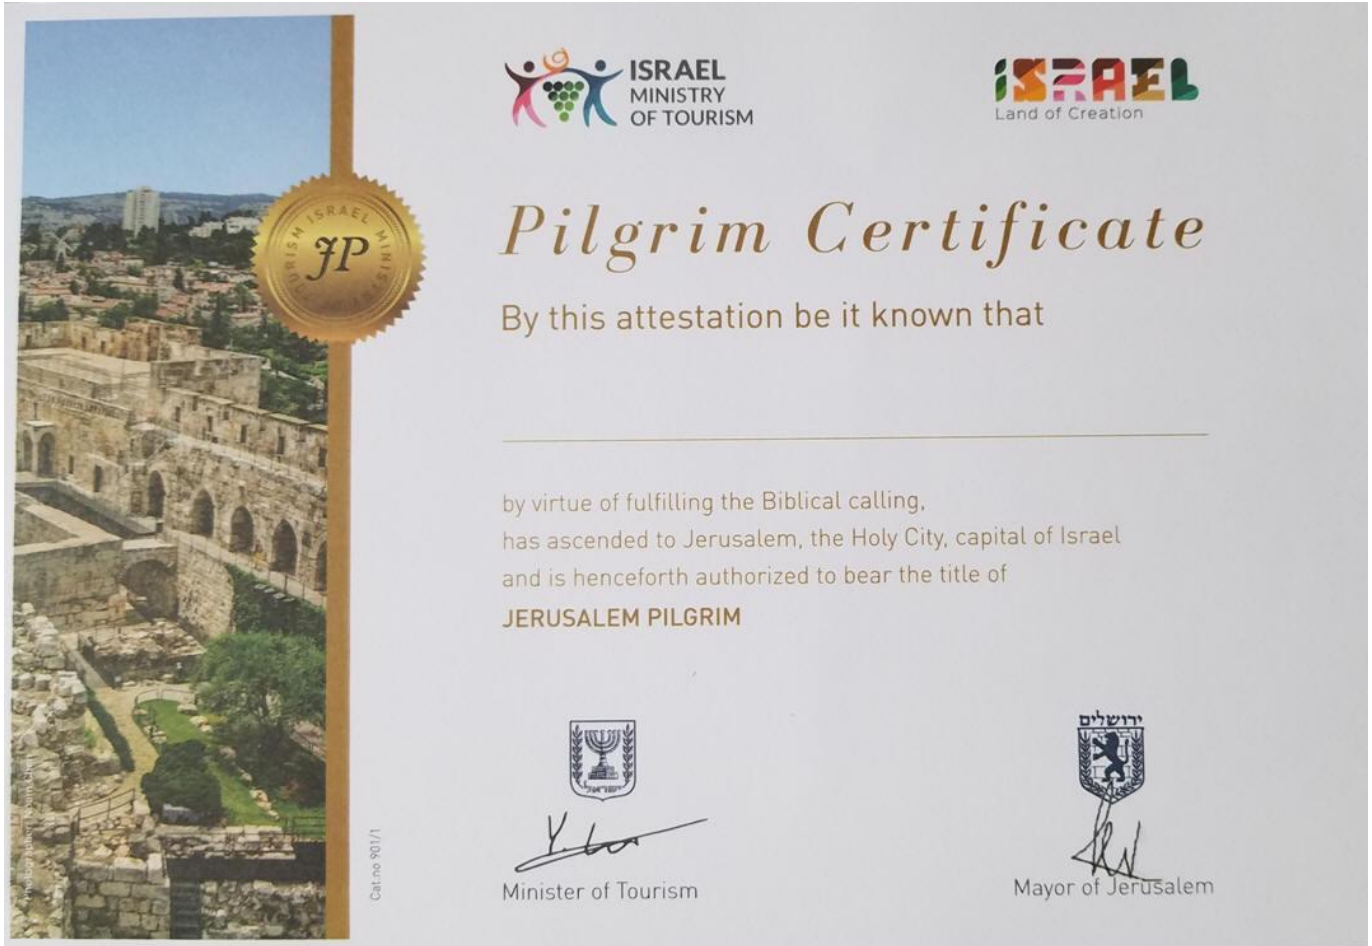 ISRAEL
MINISTRY
OF TOURISM
ISRAEL
Land of Creation
ISRAEL MINIS
TOURISM
JP
Pilgrim Certificate
By this attestation be it known that
by virtue of fulfilling the Biblical calling,
has ascended to Jerusalem, the Holy City, capital of Israel
and is henceforth authorized to bear the title of
JERUSALEM PILGRIM
ישראל
ירושלים
Minister of Tourism
Mayor of Jerusalem
Cat.no 901/1